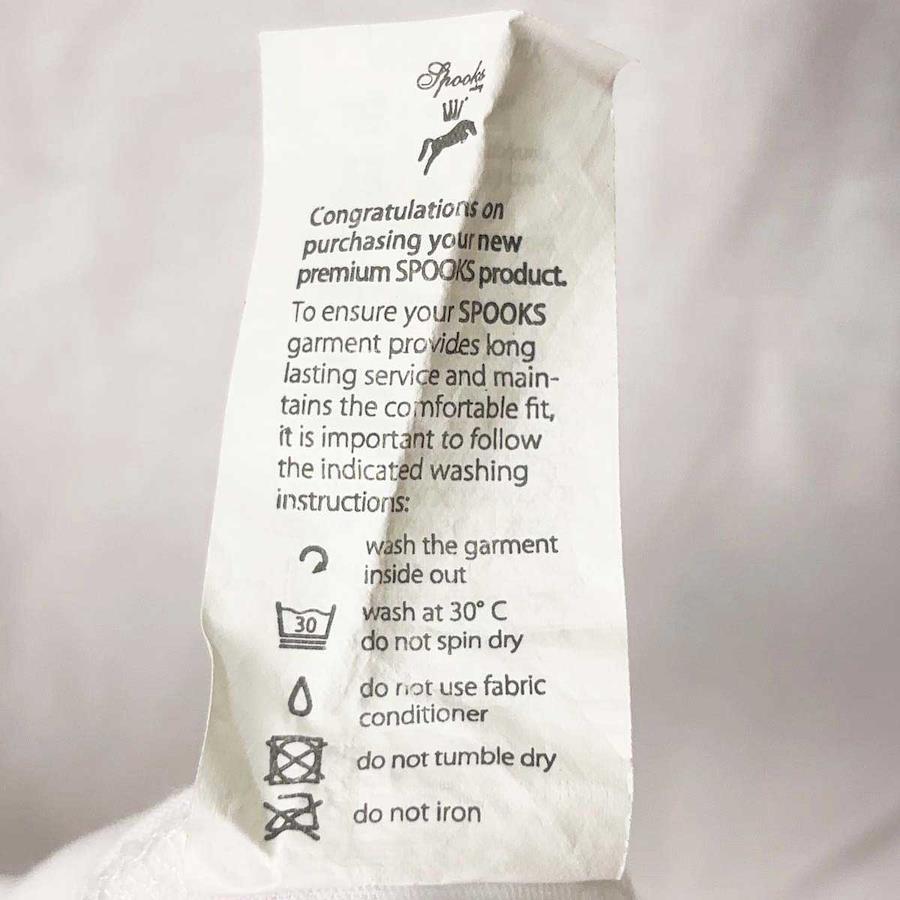 Spooks
Congratulations on
purchasing your new
premium SPOOKS product.
To ensure your SPOOKS
garment provides long
lasting service and main-
tains the comfortable fit,
it is important to follow
the indicated washing
instructions:
wash the garment
inside out
30 wash at 30° C
do not spin dry
do not use fabric
conditioner
do not tumble dry
do not iron